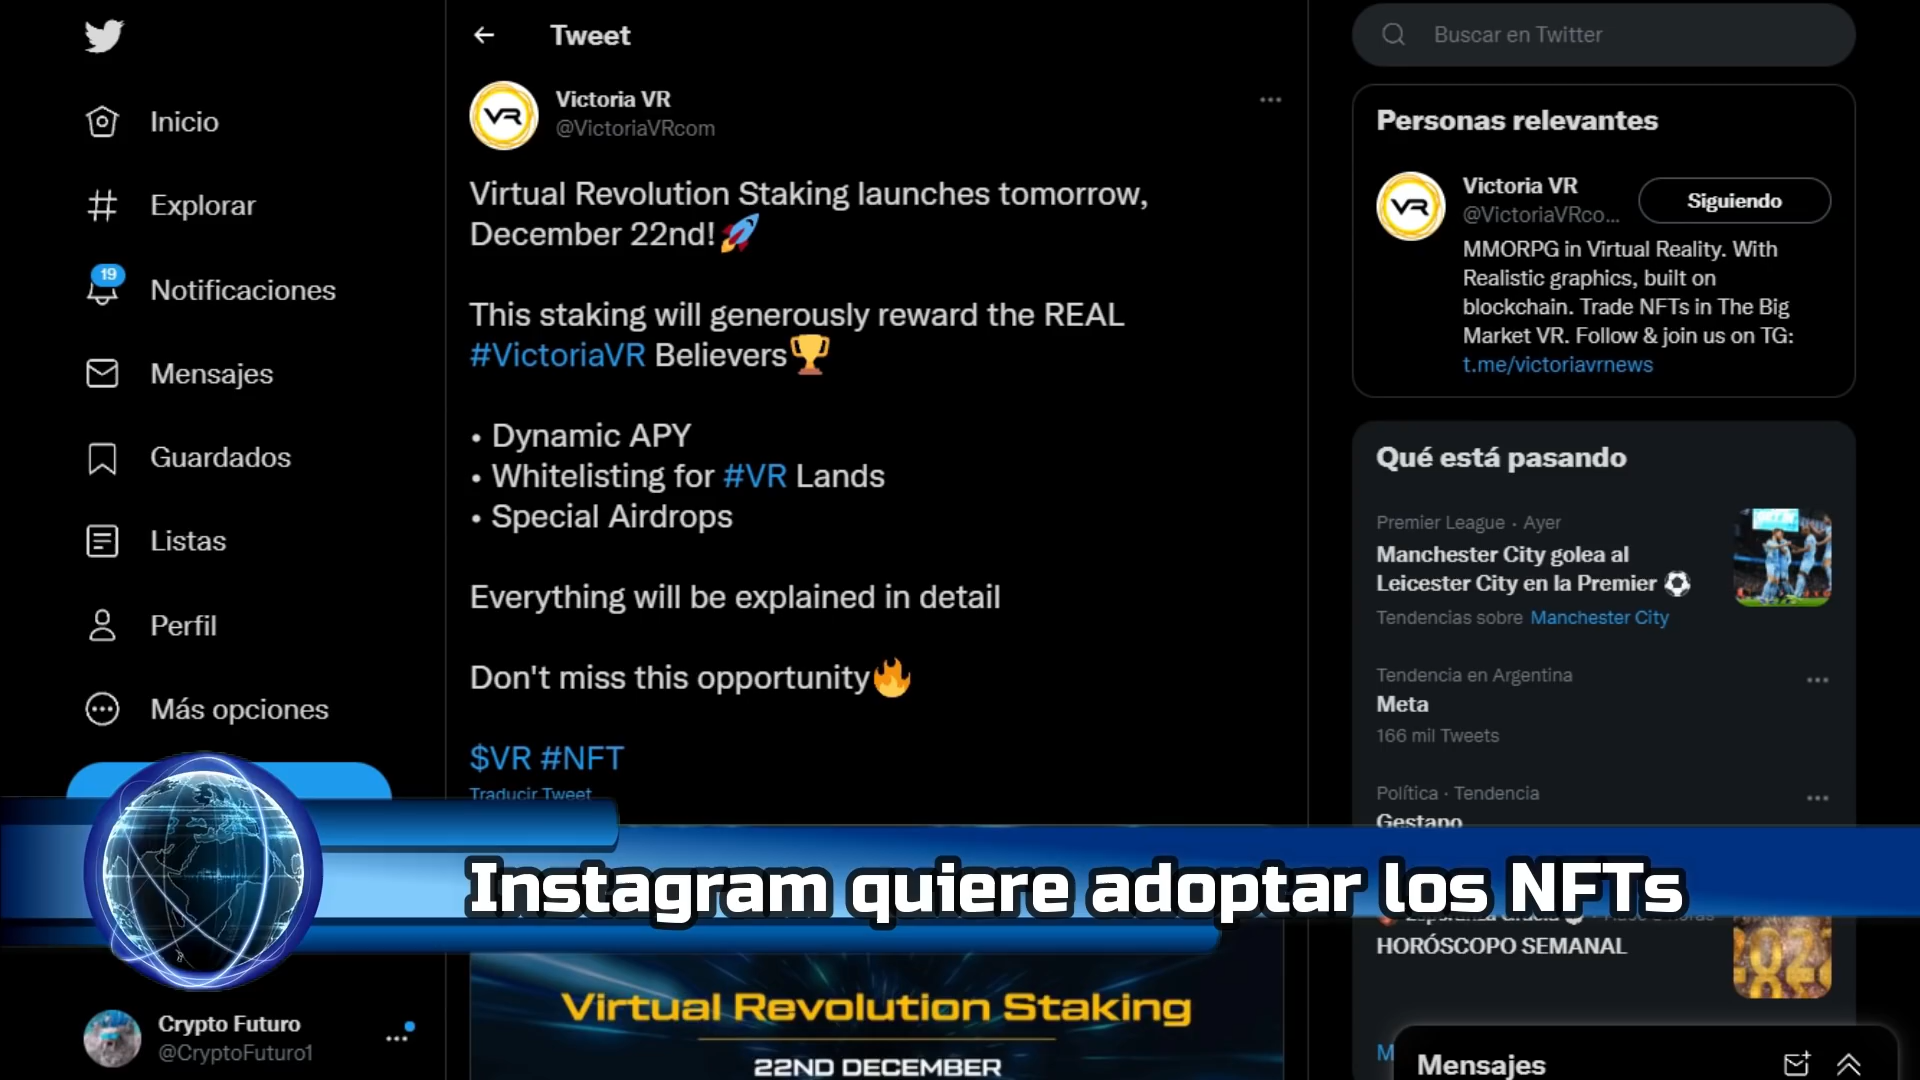 Inicio
Explorar
19
Notificaciones
Mensajes
Guardados
Listas
Perfil
Más opciones
Crypto Futuro
@CryptoFuturo1
Tweet
VR
Victoria VR
@VictoriaVRcom
Virtual Revolution Staking launches tomorrow,
December 22nd!🚀
This staking will generously reward the REAL
#VictoriaVR Believers🏆
• Dynamic APY
• Whitelisting for #VR Lands
• Special Airdrops
Everything will be explained in detail
Don't miss this opportunity🔥
$VR #NFT
Traducir Tweet
Instagram quiere adoptar los NFTs
Virtual Revolution Staking
22ND DECEMBER
Buscar en Twitter
Personas relevantes
VR
Victoria VR
@VictoriaVRco...
Siguiendo
MMORPG in Virtual Reality. With
Realistic graphics, built on
blockchain. Trade NFTs in The Big
Market VR. Follow & join us on TG:
t.me/victoriavrnews
Qué está pasando
Premier League · Ayer
Manchester City golea al
Leicester City en la Premier ⚽
Tendencias sobre Manchester City
Tendencia en Argentina
Meta
166 mil Tweets
Política · Tendencia
Gestapo
HORÓSCOPO SEMANAL
Mensajes